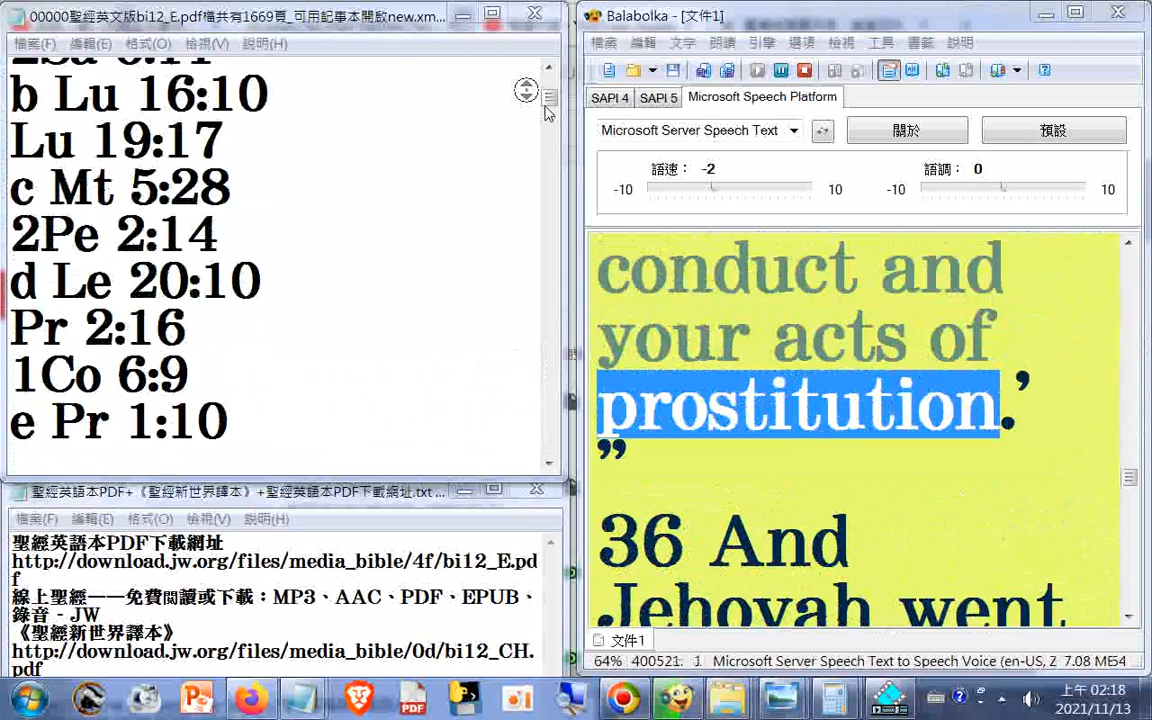 00000聖經英文版bi12_E.pdf檔共有1669頁_可用記事本開啟new.xm...
檔案(F) 編輯(E) 格式(O) 檢視(V) 說明(H)
2Sa 6:11
b Lu 16:10
Lu 19:17
c Mt 5:28
2Pe 2:14
d Le 20:10
Pr 2:16
1Co 6:9
e Pr 1:10
聖經英語本PDF+《聖經新世界譯本》+聖經英語本PDF下載網址.txt ...
檔案(F) 編輯(E) 格式(O) 檢視(V) 說明(H)
聖經英語本PDF下載網址
http://download.jw.org/files/media_bible/4f/bi12_E.pd
f
線上聖經——免費閱讀或下載：MP3、AAC、PDF、EPUB、
錄音 - JW
《聖經新世界譯本》
http://download.jw.org/files/media_bible/0d/bi12_CH.
pdf
Balabolka - [文件1]
檔案 編輯 文字 朗讀 引擎 選項 檢視 工具 書籤 說明
SAPI 4 SAPI 5 Microsoft Speech Platform
Microsoft Server Speech Text 關於 預設
語速： -2 語調： 0
-10 10 -10 10
conduct and
your acts of
prostitution.’
”
36 And
Jehovah went
文件1
64% 400521. 1 Microsoft Server Speech Text to Speech Voice (en-US, Z 7.08 ME54
上午 02:18
2021/11/13